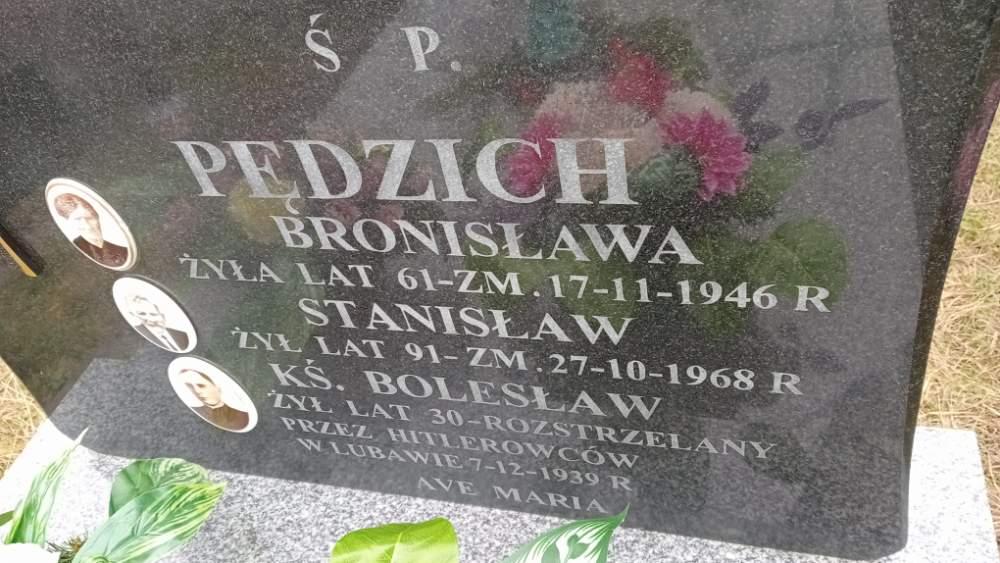 Ś P.
PĘDZICH
BRONISŁAWA
ŻYŁA LAT 61-ZM. 17-11-1946 R
STANISŁAW
ŻYŁ LAT 91-ZM. 27-10-1968 R
KŚ. BOLESŁAW
ŻYŁ LAT 30-ROZSTRZELANY
PRZEZ HITLEROWCÓW
W LUBAWIE 7-12-1939 R
AVE MARIA